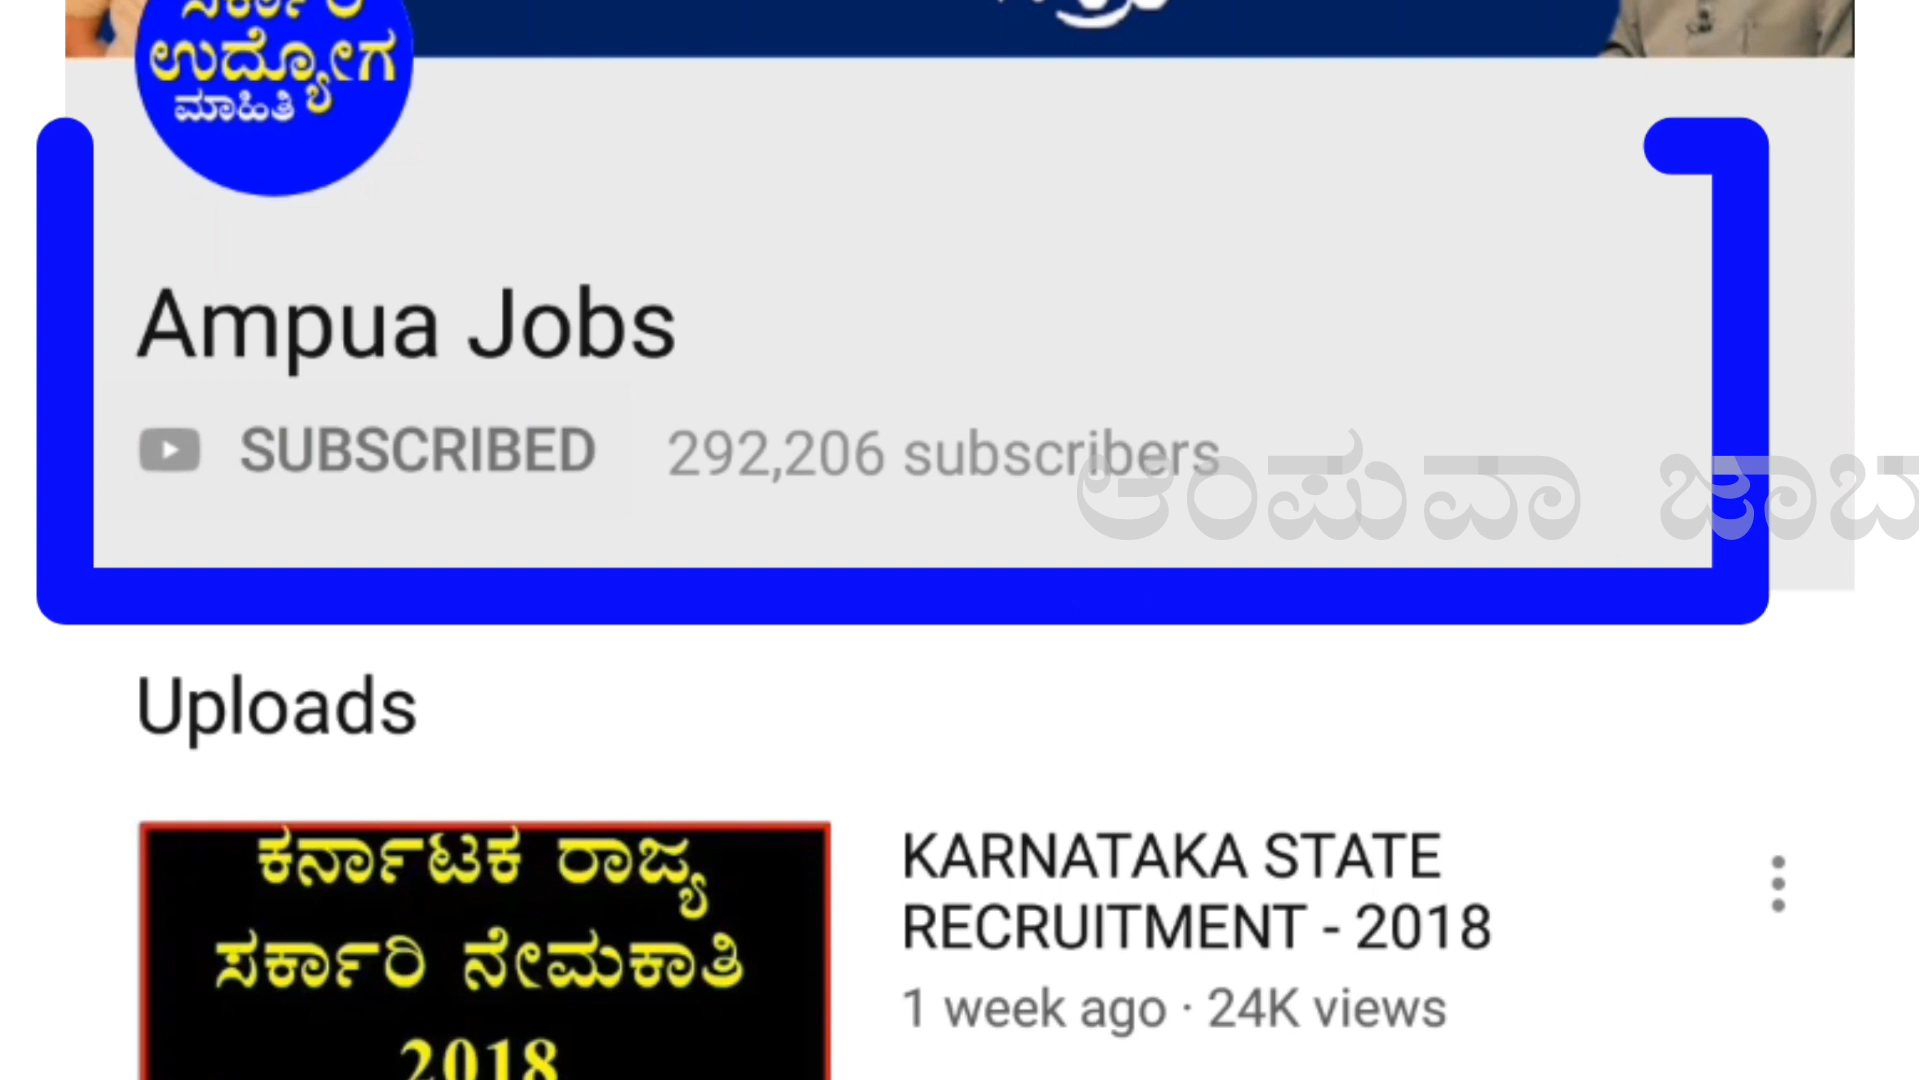 ಸರ್ಕಾರಿ
ಉದ್ಯೋಗ
ಮಾಹಿತಿ
Ampua Jobs
SUBSCRIBED 292,206 subscribers
ಆಂಪುವಾ ಜಾಬ
Uploads
ಕರ್ನಾಟಕ ರಾಜ್ಯ
ಸರ್ಕಾರಿ ನೇಮಕಾತಿ
2018
KARNATAKA STATE
RECRUITMENT - 2018
1 week ago · 24K views